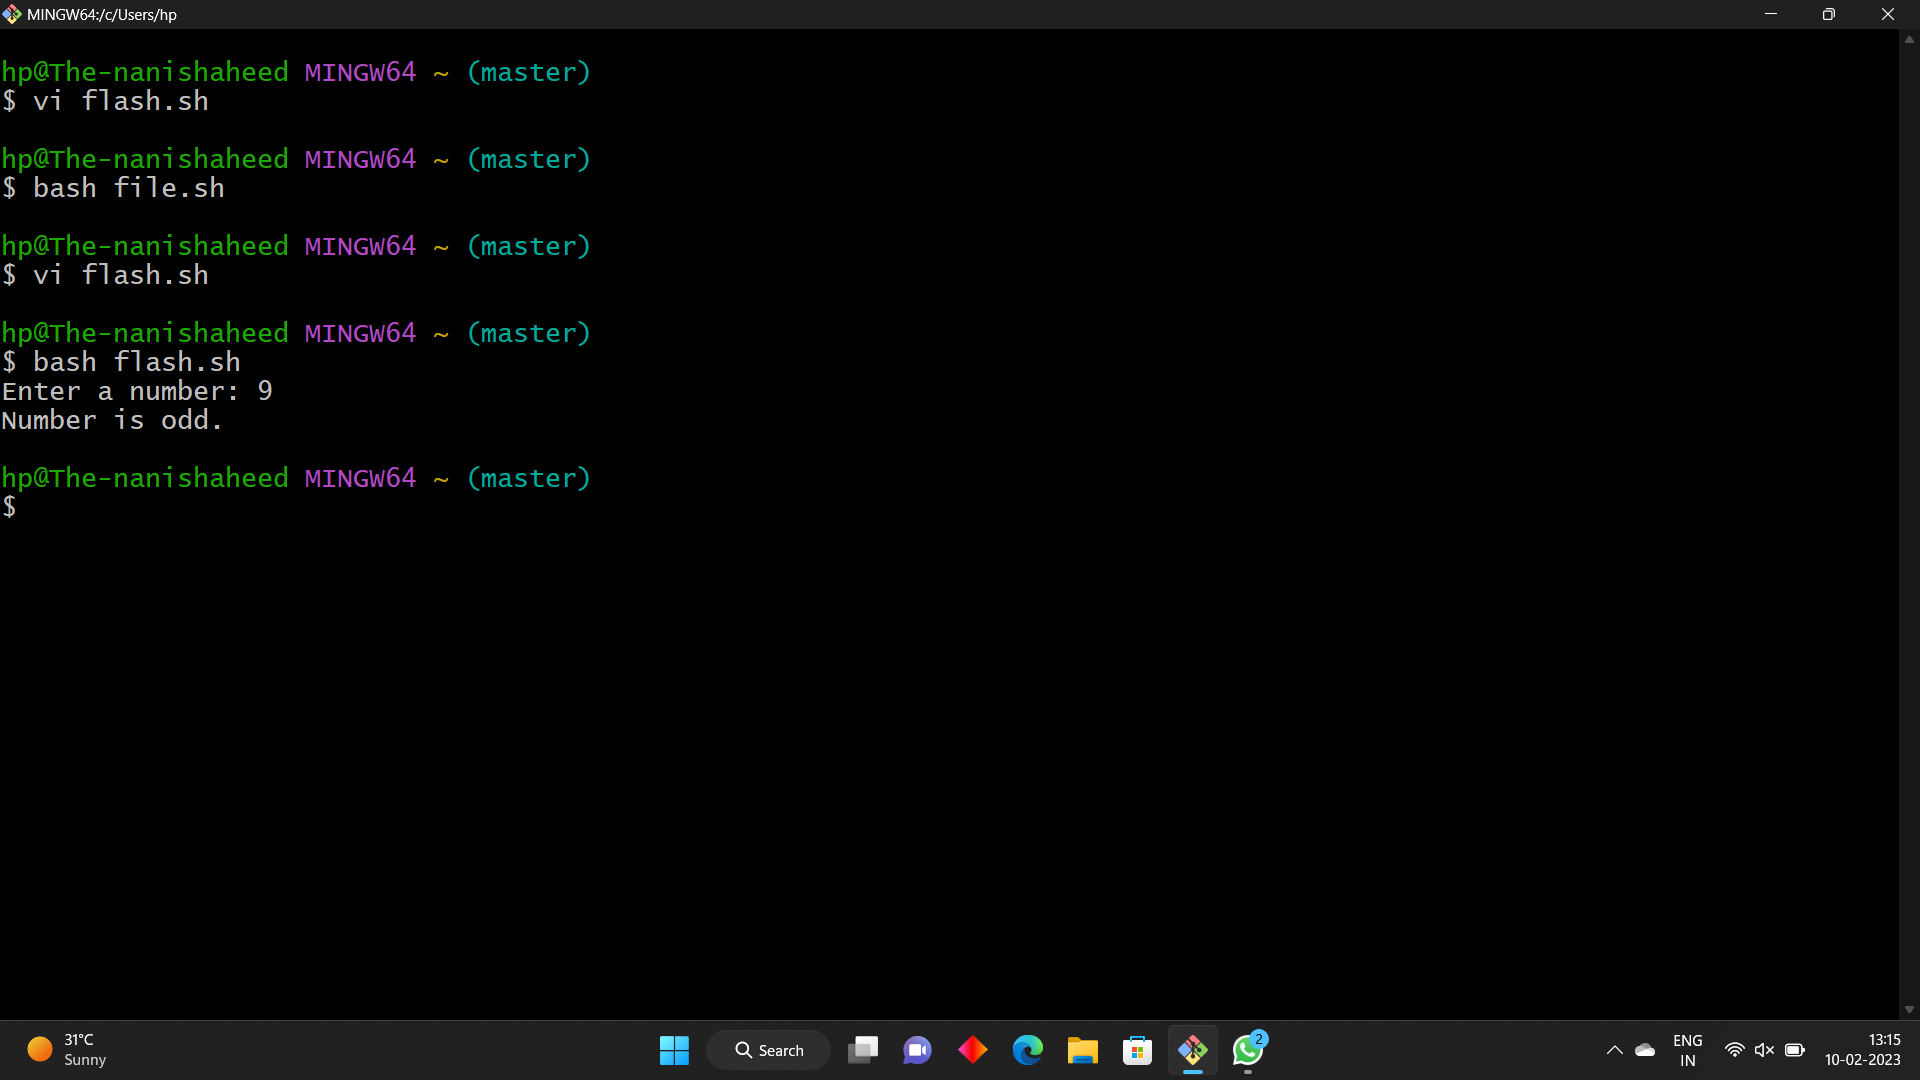 MINGW64:/c/Users/hp
hp@The-nanishaheed MINGW64 ~ (master)
$ vi flash.sh
hp@The-nanishaheed MINGW64 ~ (master)
$ bash file.sh
hp@The-nanishaheed MINGW64 ~ (master)
$ vi flash.sh
hp@The-nanishaheed MINGW64 ~ (master)
$ bash flash.sh
Enter a number: 9
Number is odd.
hp@The-nanishaheed MINGW64 ~ (master)
$
31°C
Sunny
Search
2
ENG
IN
13:15
10-02-2023